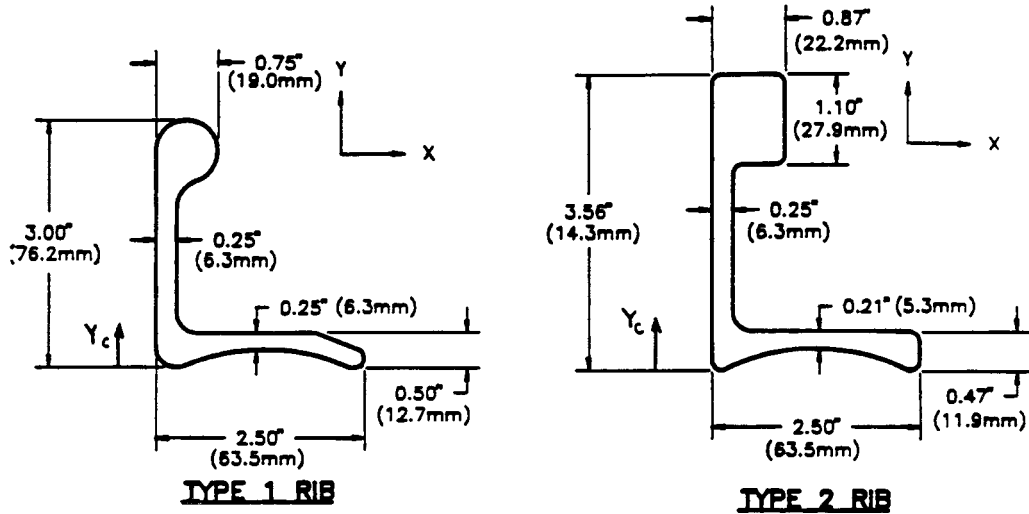 0.75"
(19.0mm)
Y
X
3.00"
(76.2mm)
0.25"
(6.3mm)
0.25" (6.3mm)
Yc
0.50"
(12.7mm)
2.50"
(63.5mm)
TYPE 1 RIB
0.87"
(22.2mm)
Y
1.10"
(27.9mm)
X
3.56"
(14.3mm)
0.25"
(6.3mm)
0.21" (5.3mm)
Yc
0.47"
(11.9mm)
2.50"
(63.5mm)
TYPE 2 RIB